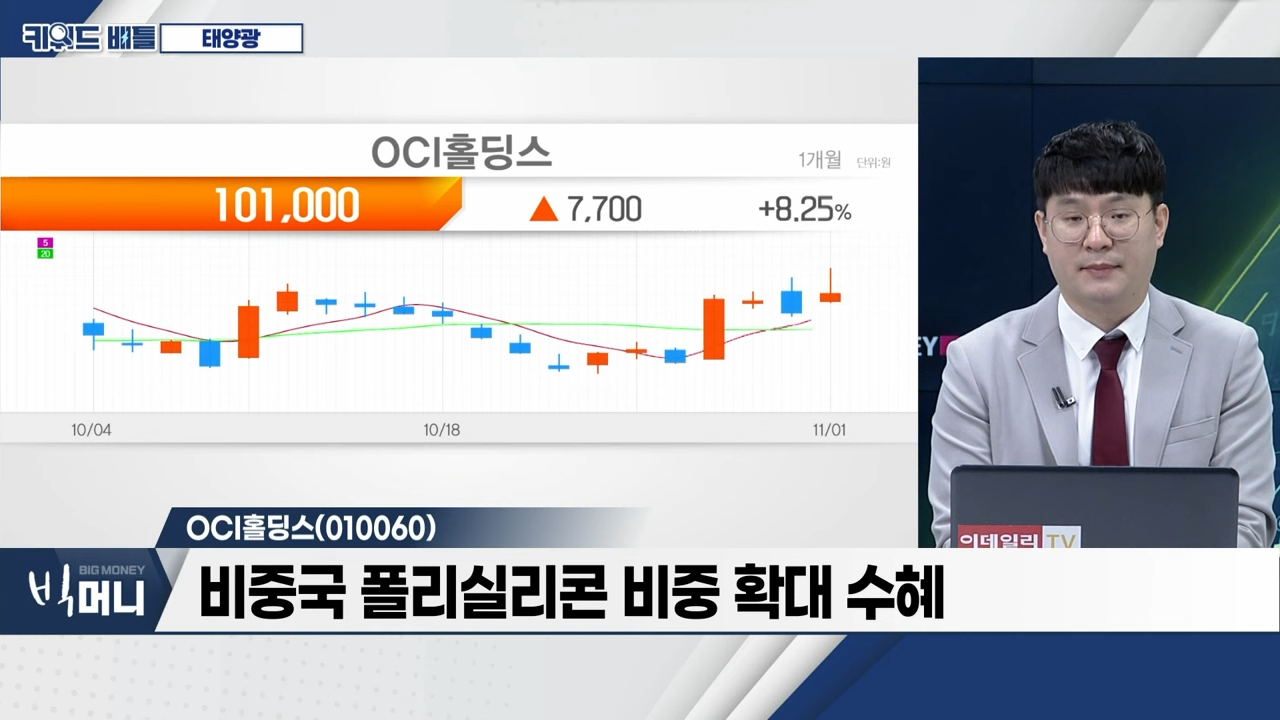 키워드 배틀
태양광
OCI홀딩스
1개월 단위:원
101,000 ▲ 7,700 +8.25%
5
20
10/04 10/18 11/01
EY
이데일리 TV
OCI홀딩스(010060)
BIG MONEY
빅머니
비중국 폴리실리콘 비중 확대 수혜